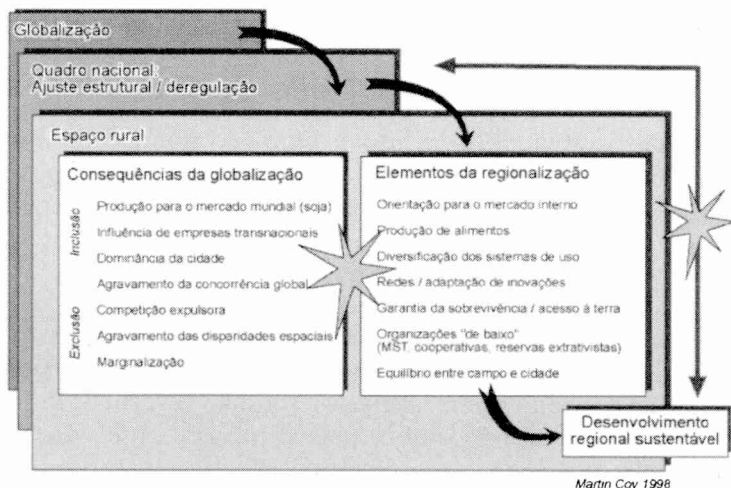 Globalização
Quadro nacional:
Ajuste estrutural / deregulação
Espaço rural
Consequências da globalização
Inclusão
Produção para o mercado mundial (soja)
Influência de empresas transnacionais
Dominância da cidade
Agravamento da concorrência global
Exclusão
Competição expulsora
Agravamento das disparidades espaciais
Marginalização
Elementos da regionalização
Orientação para o mercado interno
Produção de alimentos
Diversificação dos sistemas de uso
Redes / adaptação de inovações
Garantia da sobrevivência / acesso à terra
Organizações "de baixo"
(MST, cooperativas, reservas extrativistas)
Equilíbrio entre campo e cidade
Desenvolvimento
regional sustentável
Martin Coy 1998